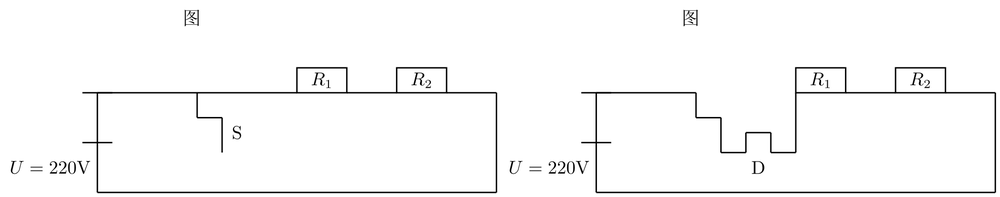 图
图
R₁
R₂
S
U = 220V
R₁
R₂
D
U = 220V